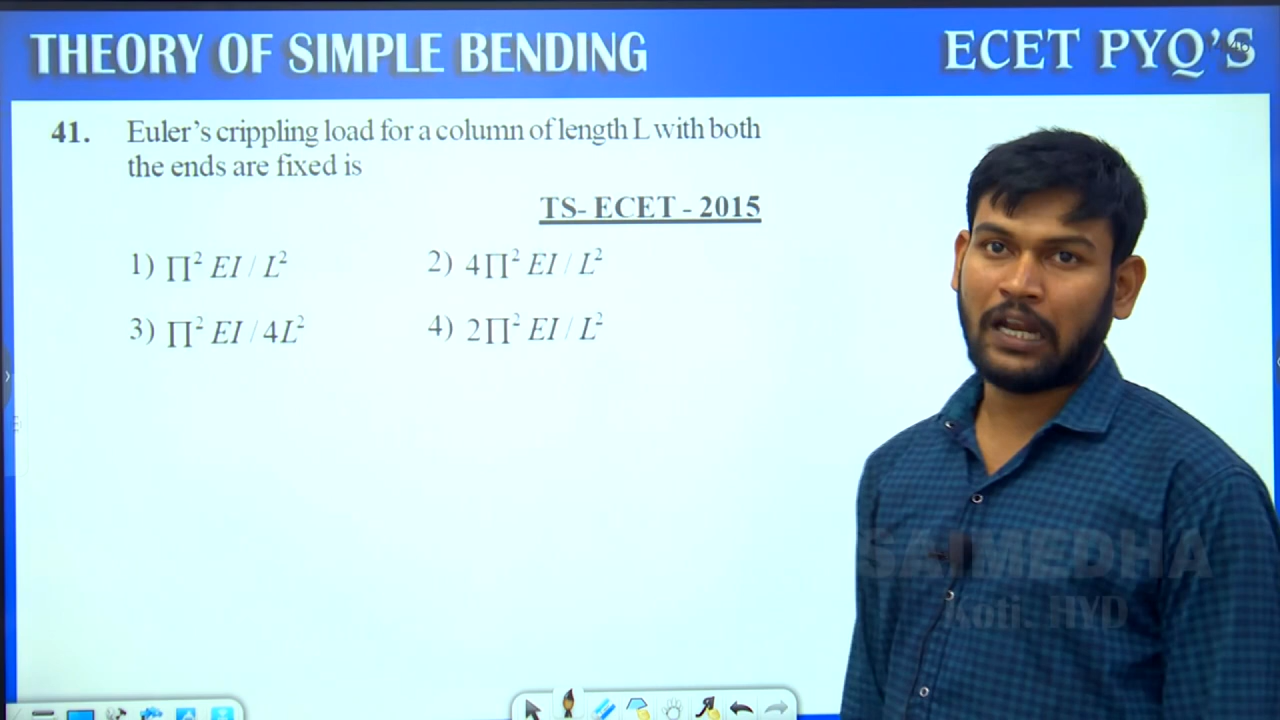 THEORY OF SIMPLE BENDING
ECET PYQ'S
41. Euler's crippling load for a column of length L with both
the ends are fixed is
TS- ECET - 2015
1) ∏² EI / L² 2) 4∏² EI / L²
3) ∏² EI / 4L² 4) 2∏² EI / L²
SAIMEDHA
Koti. HYD